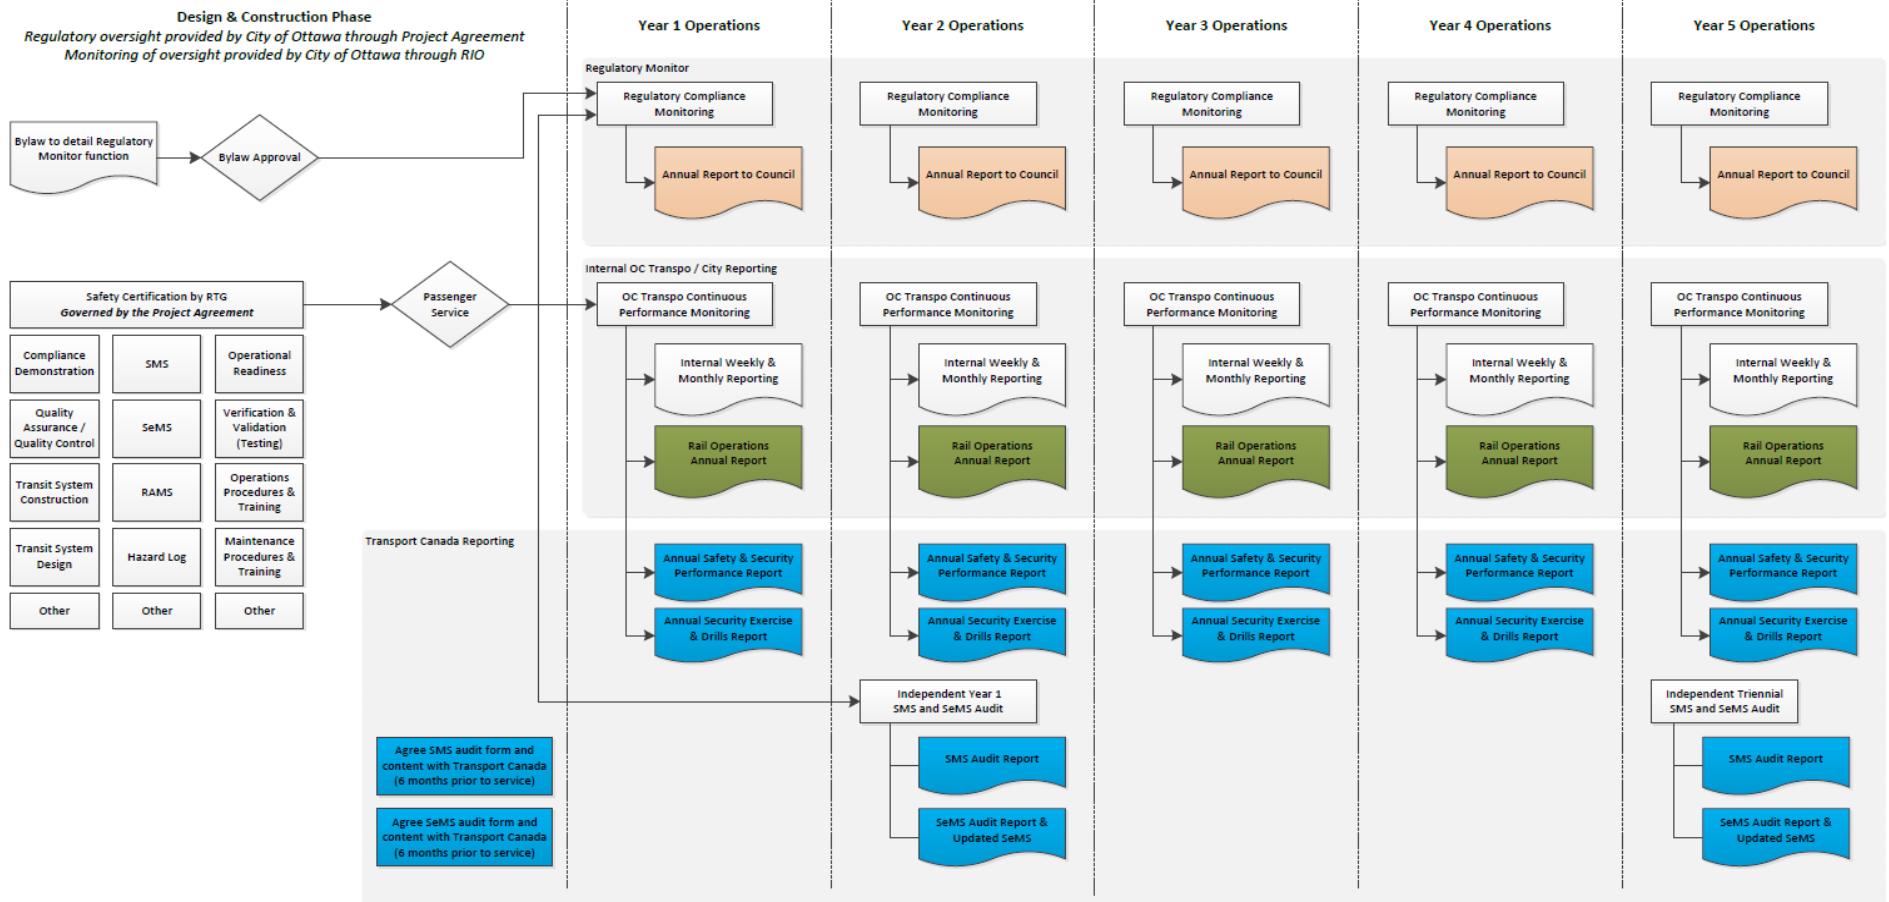 Design & Construction Phase
Regulatory oversight provided by City of Ottawa through Project Agreement
Monitoring of oversight provided by City of Ottawa through RIO
Year 1 Operations
Year 2 Operations
Year 3 Operations
Year 4 Operations
Year 5 Operations
Regulatory Monitor
Regulatory Compliance
Monitoring
Regulatory Compliance
Monitoring
Regulatory Compliance
Monitoring
Regulatory Compliance
Monitoring
Regulatory Compliance
Monitoring
Bylaw to detail Regulatory
Monitor function
Bylaw Approval
Annual Report to Council
Annual Report to Council
Annual Report to Council
Annual Report to Council
Annual Report to Council
Internal OC Transpo / City Reporting
Safety Certification by RTG
Governed by the Project Agreement
Passenger
Service
OC Transpo Continuous
Performance Monitoring
OC Transpo Continuous
Performance Monitoring
OC Transpo Continuous
Performance Monitoring
OC Transpo Continuous
Performance Monitoring
OC Transpo Continuous
Performance Monitoring
Compliance
Demonstration
SMS
Operational
Readiness
Internal Weekly &
Monthly Reporting
Internal Weekly &
Monthly Reporting
Internal Weekly &
Monthly Reporting
Internal Weekly &
Monthly Reporting
Internal Weekly &
Monthly Reporting
Quality
Assurance /
Quality Control
SeMS
Verification &
Validation
(Testing)
Rail Operations
Annual Report
Rail Operations
Annual Report
Rail Operations
Annual Report
Rail Operations
Annual Report
Rail Operations
Annual Report
Transit System
Construction
RAMS
Operations
Procedures &
Training
Transport Canada Reporting
Transit System
Design
Hazard Log
Maintenance
Procedures &
Training
Annual Safety & Security
Performance Report
Annual Safety & Security
Performance Report
Annual Safety & Security
Performance Report
Annual Safety & Security
Performance Report
Annual Safety & Security
Performance Report
Other
Other
Other
Annual Security Exercise
& Drills Report
Annual Security Exercise
& Drills Report
Annual Security Exercise
& Drills Report
Annual Security Exercise
& Drills Report
Annual Security Exercise
& Drills Report
Independent Year 1
SMS and SeMS Audit
Independent Triennial
SMS and SeMS Audit
Agree SMS audit form and
content with Transport Canada
(6 months prior to service)
SMS Audit Report
SMS Audit Report
Agree SeMS audit form and
content with Transport Canada
(6 months prior to service)
SeMS Audit Report &
Updated SeMS
SeMS Audit Report &
Updated SeMS